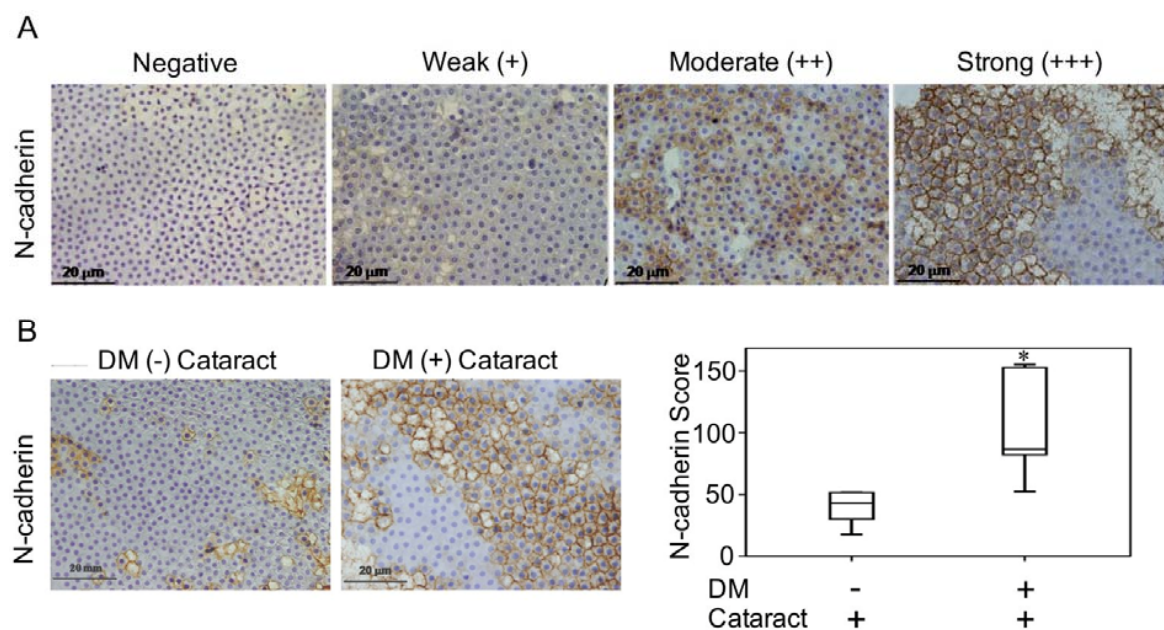 A
Negative
Weak (+)
Moderate (++)
Strong (+++)
N-cadherin
20 µm
20 µm
20 µm
20 µm
B
DM (-) Cataract
DM (+) Cataract
N-cadherin
20 mm
20 µm
N-cadherin Score
150
100
50
0
*
DM - +
Cataract + +